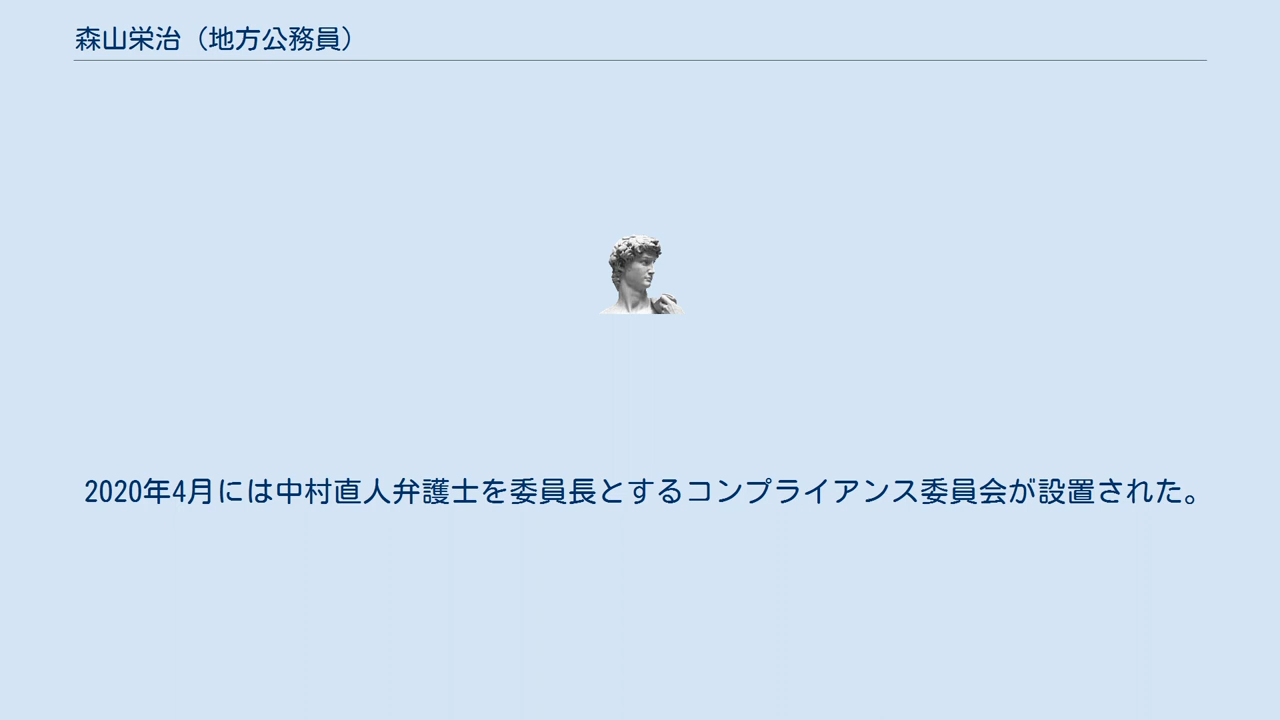 森山栄治（地方公務員）
2020年4月には中村直人弁護士を委員長とするコンプライアンス委員会が設置された。